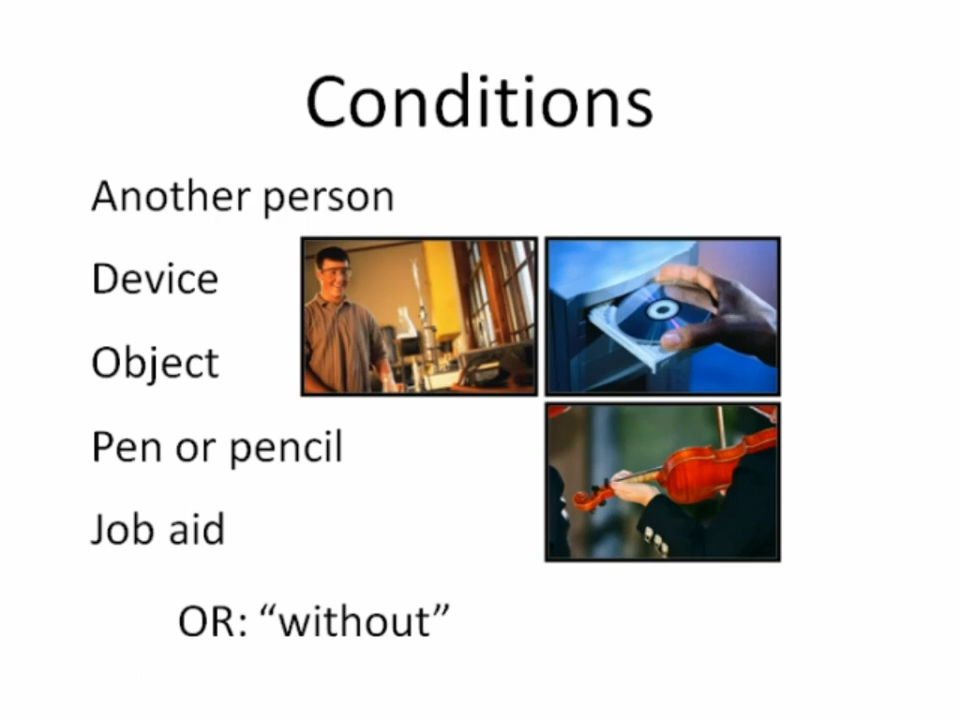 Conditions
Another person
Device
Object
Pen or pencil
Job aid
OR: “without”